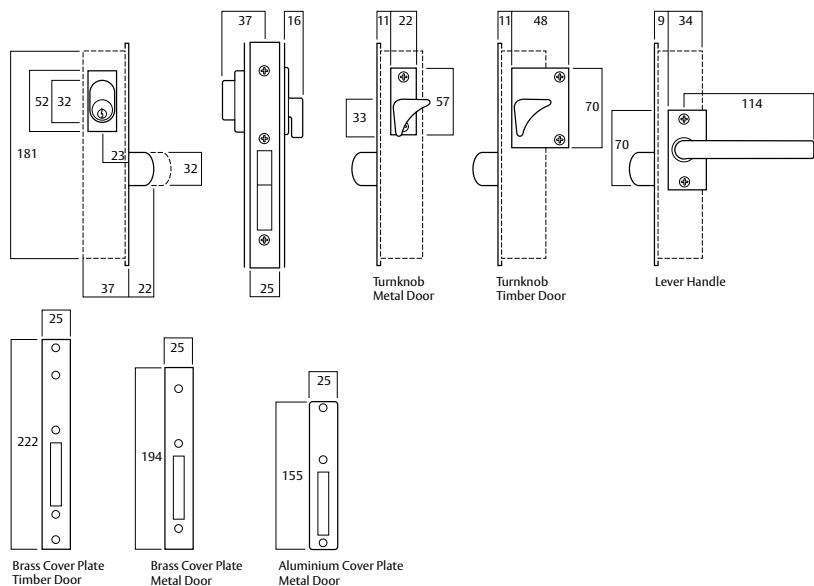 37
16
11
22
11
48
9
34
52
32
57
70
114
33
70
181
23
32
37
22
25
Turnknob
Metal Door
Turnknob
Timber Door
Lever Handle
25
25
25
222
194
155
Brass Cover Plate
Timber Door
Brass Cover Plate
Metal Door
Aluminium Cover Plate
Metal Door